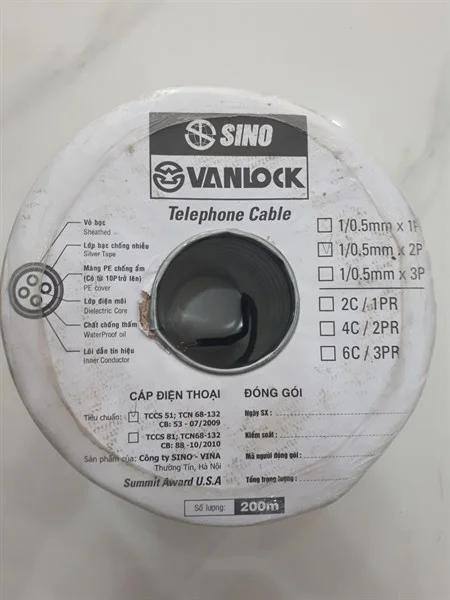 SINO
VANLOCK
Telephone Cable
Vỏ bọc
Sheathed
Lớp bạc chống nhiễu
Silver Tape
Màng PE chống ẩm
(Có từ 10P trở lên)
PE cover
Lớp điện môi
Dielectric Core
Chất chống thấm
WaterProof oil
Lõi dẫn tín hiệu
Inner Conductor
1/0.5mm x 1P
1/0.5mm x 2P
1/0.5mm x 3P
2C / 1PR
4C / 2PR
6C / 3PR
CÁP ĐIỆN THOẠI
Tiêu chuẩn:
TCCS 51; TCN 68-132
CB: 53 - 07/2009
TCCS 81; TCN68-132
CB: 88 -10/2010
Sản phẩm của: Công ty SINO - VINA
Thường Tín, Hà Nội
Summit Award U.S.A
ĐÓNG GÓI
Ngày SX :
Kiểm soát :
Mã người đóng gói :
Tổng trọng lượng :
Số lượng: 200m